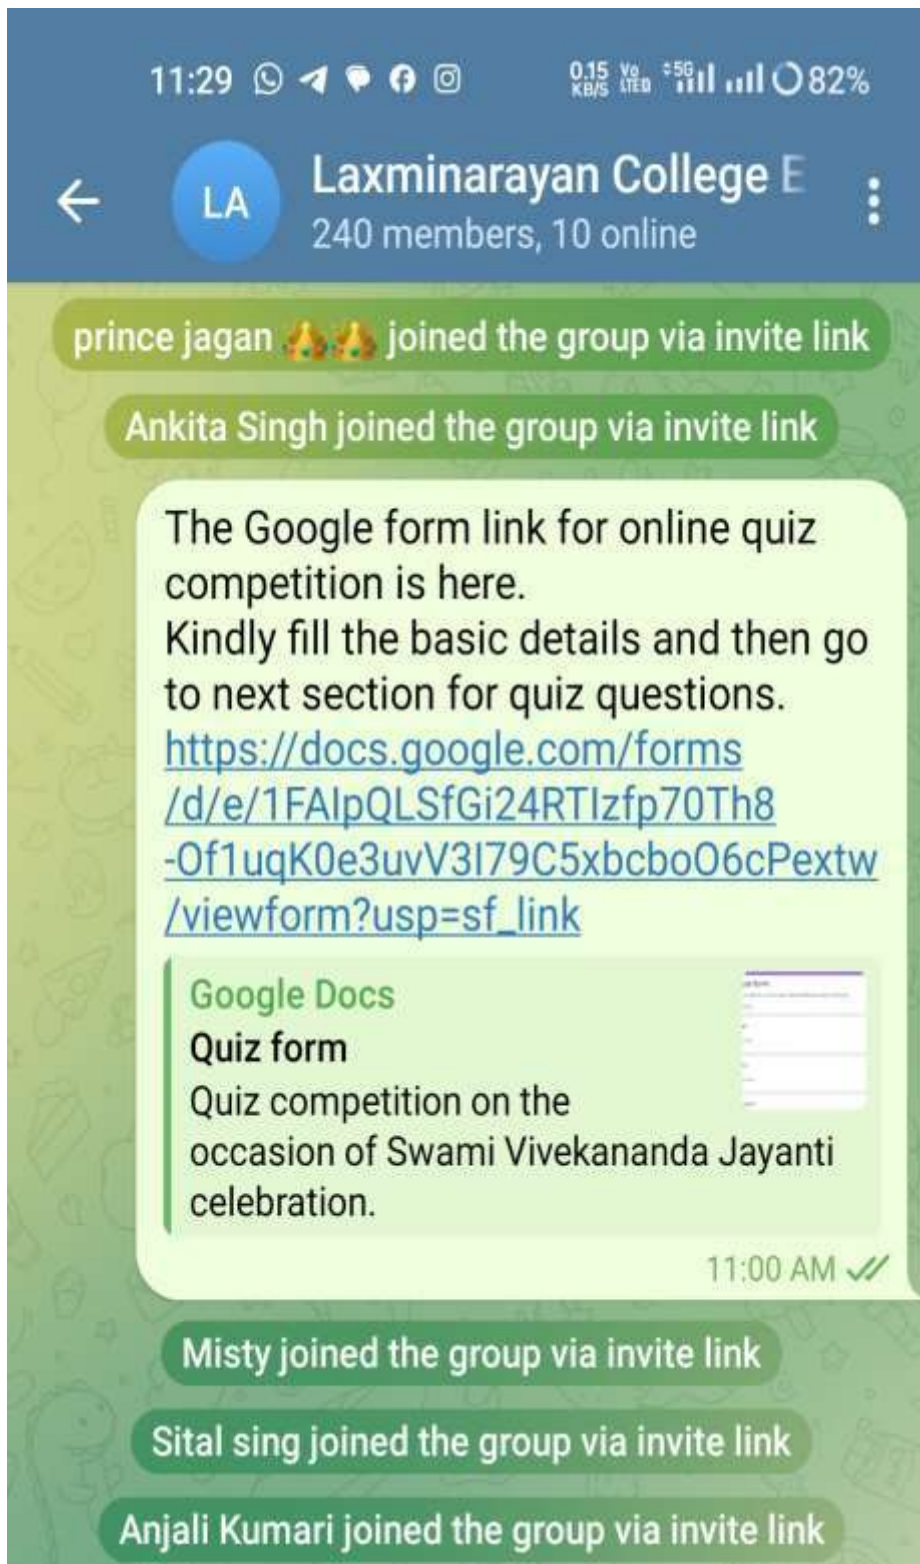 11:29 0.15 KB/S Vo LTED 5G 82%
LA
Laxminarayan College E
240 members, 10 online
prince jagan joined the group via invite link
Ankita Singh joined the group via invite link
The Google form link for online quiz
competition is here.
Kindly fill the basic details and then go
to next section for quiz questions.
https://docs.google.com/forms
/d/e/1FAIpQLSfGi24RTIzfp70Th8
-Of1uqK0e3uvV3I79C5xbcboO6cPextw
/viewform?usp=sf_link
Google Docs
Quiz form
Quiz competition on the
occasion of Swami Vivekananda Jayanti
celebration.
11:00 AM
Misty joined the group via invite link
Sital sing joined the group via invite link
Anjali Kumari joined the group via invite link